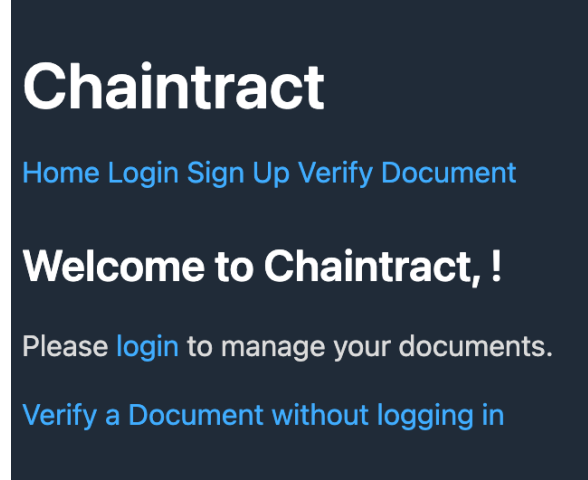 Chaintract
Home Login Sign Up Verify Document
Welcome to Chaintract, !
Please login to manage your documents.
Verify a Document without logging in